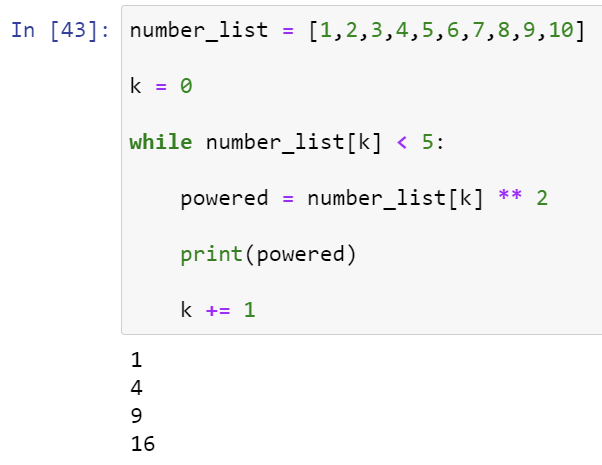 In [43]: number_list = [1,2,3,4,5,6,7,8,9,10]
k = 0
while number_list[k] < 5:
    powered = number_list[k] ** 2
    print(powered)
    k += 1
1
4
9
16